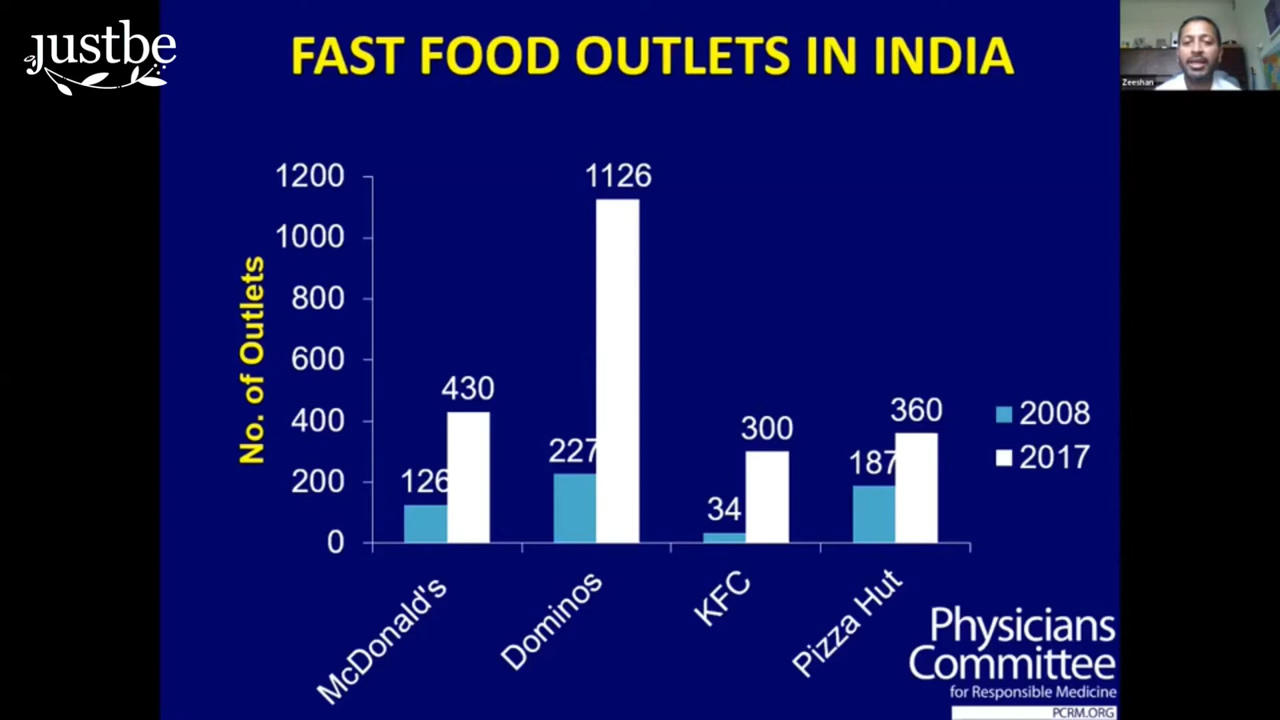 justbe
FAST FOOD OUTLETS IN INDIA
Zeeshan
No. of Outlets
1200
1000
800
600
400
200
0
126
430
227
1126
34
300
187
360
2008
2017
McDonald's
Dominos
KFC
Pizza Hut
Physicians
Committee
for Responsible Medicine
PCRM.ORG